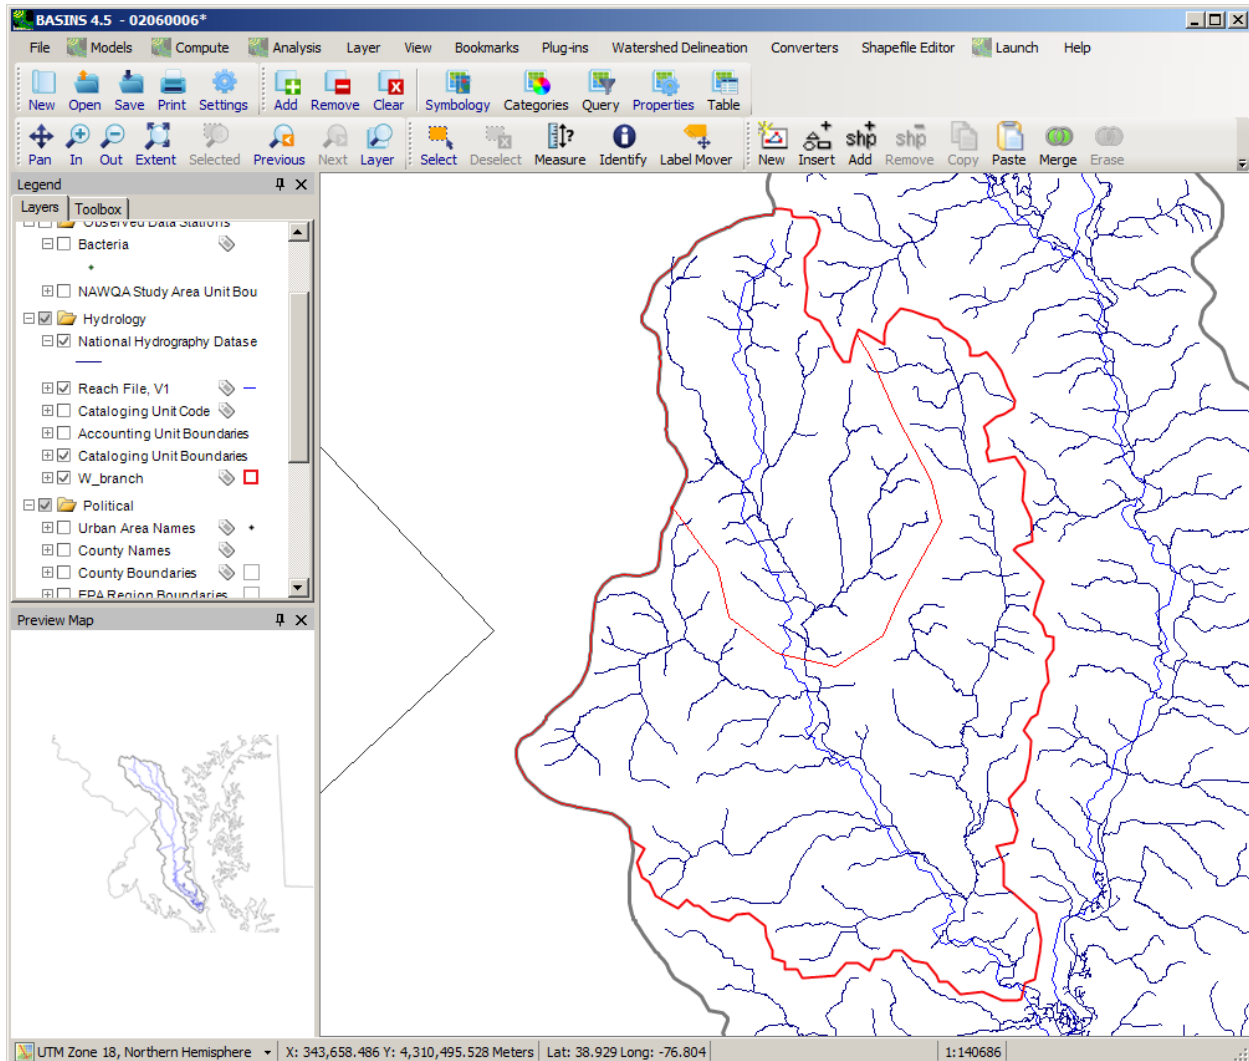 BASINS 4.5 - 02060006*
File Models Compute Analysis Layer View Bookmarks Plug-ins Watershed Delineation Converters Shapefile Editor Launch Help
New Open Save Print Settings Add Remove Clear Symbology Categories Query Properties Table
shp shp
Pan In Out Extent Selected Previous Next Layer Select Deselect Measure Identify Label Mover New Insert Add Remove Copy Paste Merge Erase
Legend
Layers Toolbox
Observed Data Stations
Bacteria
NAWQA Study Area Unit Bou
Hydrology
National Hydrography Datase
Reach File, V1
Cataloging Unit Code
Accounting Unit Boundaries
Cataloging Unit Boundaries
W_branch
Political
Urban Area Names
County Names
County Boundaries
EPA Region Boundaries
Preview Map
UTM Zone 18, Northern Hemisphere X: 343,658.486 Y: 4,310,495.528 Meters Lat: 38.929 Long: -76.804 1:140686